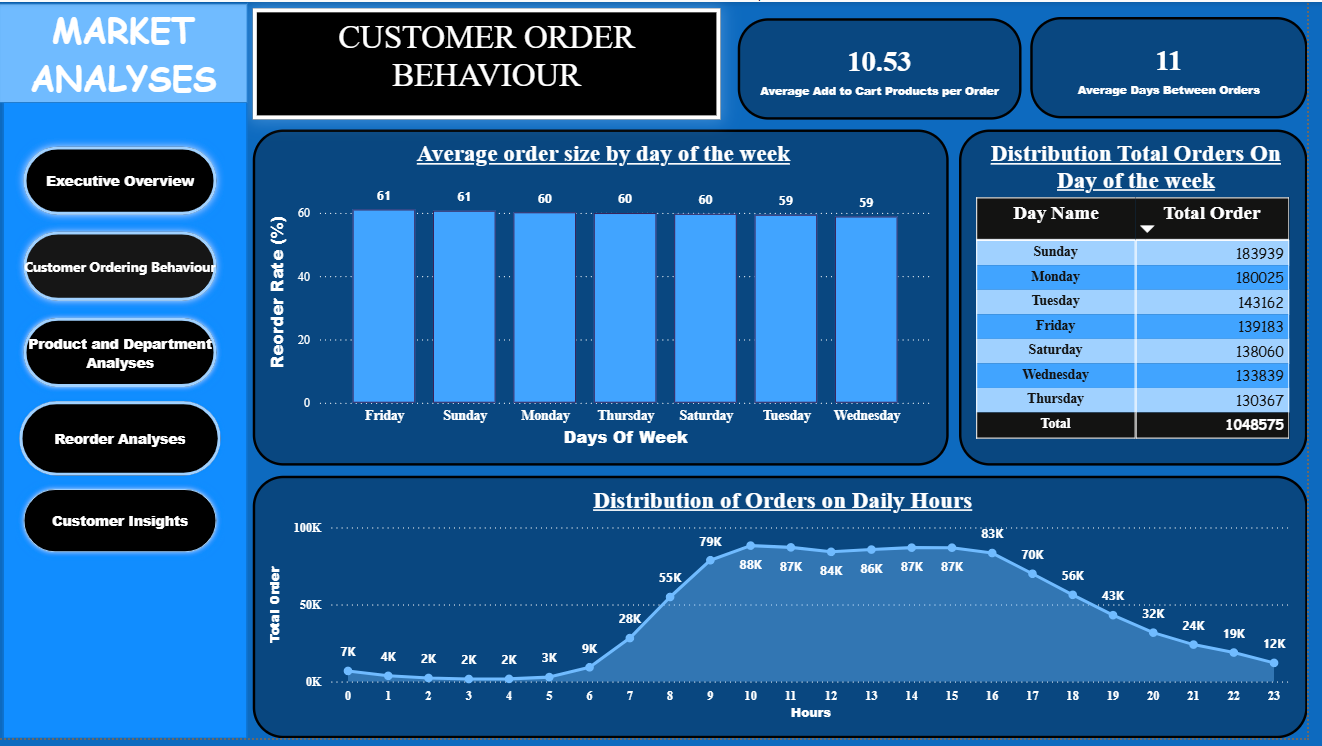 MARKET
ANALYSES
Executive Overview
Customer Ordering Behaviour
Product and Department
Analyses
Reorder Analyses
Customer Insights
CUSTOMER ORDER
BEHAVIOUR
10.53
Average Add to Cart Products per Order
11
Average Days Between Orders
Average order size by day of the week
Reorder Rate (%)
60
40
20
0
61 61 60 60 60 59 59
Friday Sunday Monday Thursday Saturday Tuesday Wednesday
Days Of Week
Distribution Total Orders On
Day of the week
Day Name Total Order
Sunday 183939
Monday 180025
Tuesday 143162
Friday 139183
Saturday 138060
Wednesday 133839
Thursday 130367
Total 1048575
Distribution of Orders on Daily Hours
Total Order
100K
50K
0K
7K 4K 2K 2K 2K 3K 9K 28K 55K 79K 88K 87K 84K 86K 87K 87K 83K 70K 56K 43K 32K 24K 19K 12K
0 1 2 3 4 5 6 7 8 9 10 11 12 13 14 15 16 17 18 19 20 21 22 23
Hours